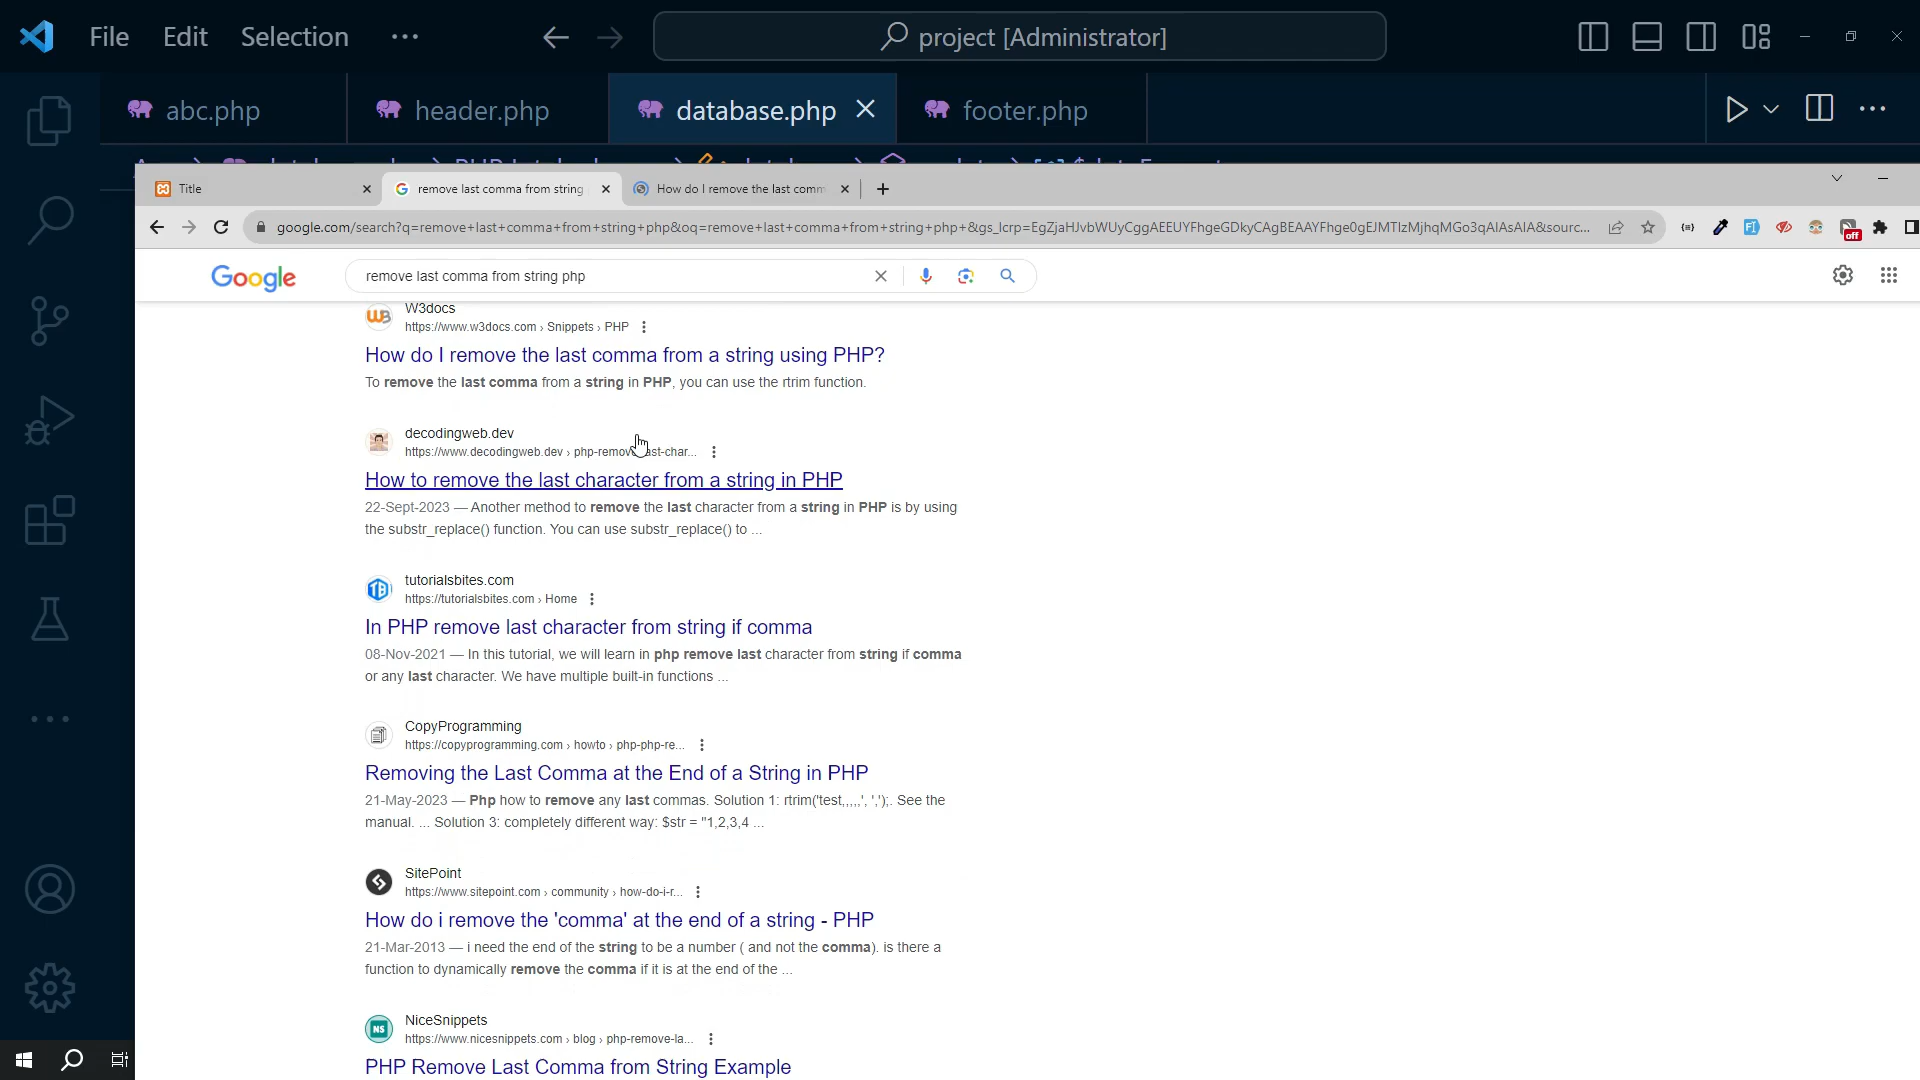 File Edit Selection ···
project [Administrator]
abc.php
header.php
database.php
footer.php
Title
remove last comma from string
How do I remove the last comm
google.com/search?q=remove+last+comma+from+string+php&oq=remove+last+comma+from+string+php+&gs_lcrp=EgZjaHJvbWUyCggAEEUYFhgeGDkyCAgBEAAYFhge0gEJMTIzMjhqMGo3qAIAsAIA&sourc...
off
Google
remove last comma from string php
W3docs
https://www.w3docs.com › Snippets › PHP
How do I remove the last comma from a string using PHP?
To remove the last comma from a string in PHP, you can use the rtrim function.
decodingweb.dev
https://www.decodingweb.dev ›
How to remove the last character from a string in PHP
22-Sept-2023 — Another method to remove the last character from a string in PHP is by using
the substr_replace() function. You can use substr_replace() to ...
tutorialsbites.com
https://tutorialsbites.com › Home
In PHP remove last character from string if comma
08-Nov-2021 — In this tutorial, we will learn in php remove last character from string if comma
or any last character. We have multiple built-in functions ...
CopyProgramming
https://copyprogramming.com › howto › php-php-re...
Removing the Last Comma at the End of a String in PHP
21-May-2023 — Php how to remove any last commas. Solution 1: rtrim('test,,,,,', ',');. See the
manual. ... Solution 3: completely different way: $str = "1,2,3,4 ...
SitePoint
https://www.sitepoint.com › community › how-do-i-r...
How do i remove the 'comma' at the end of a string - PHP
21-Mar-2013 — i need the end of the string to be a number ( and not the comma). is there a
function to dynamically remove the comma if it is at the end of the ...
NS
NiceSnippets
https://www.nicesnippets.com › blog › php-remove-la...
PHP Remove Last Comma from String Example